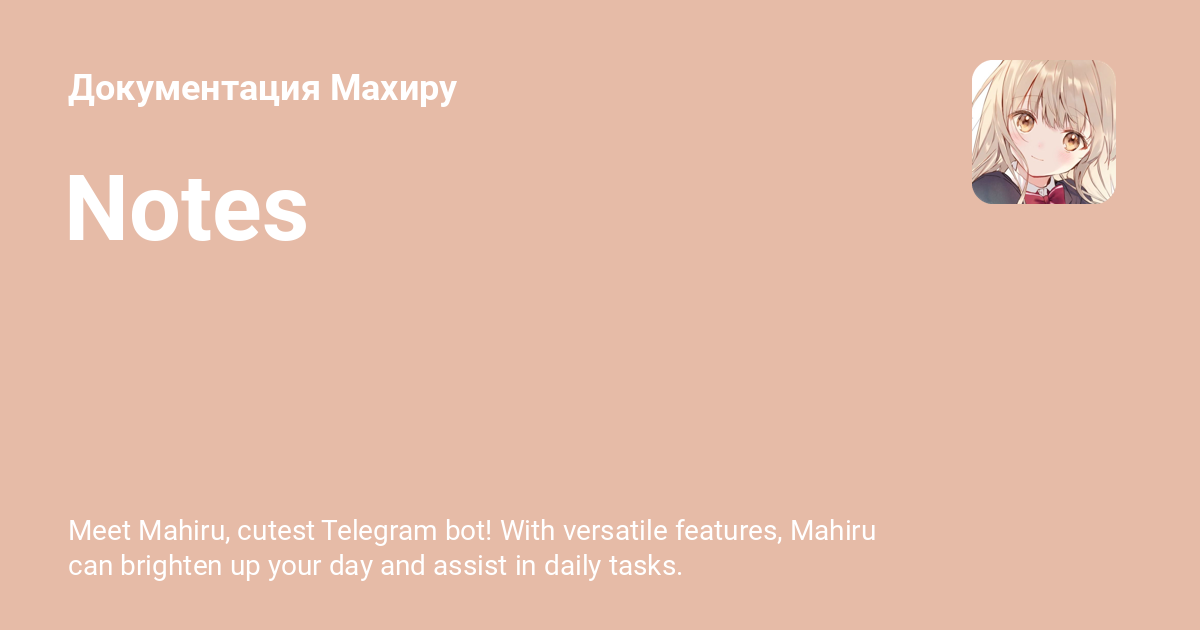 Документация Махиру
Notes
Meet Mahiru, cutest Telegram bot! With versatile features, Mahiru
can brighten up your day and assist in daily tasks.